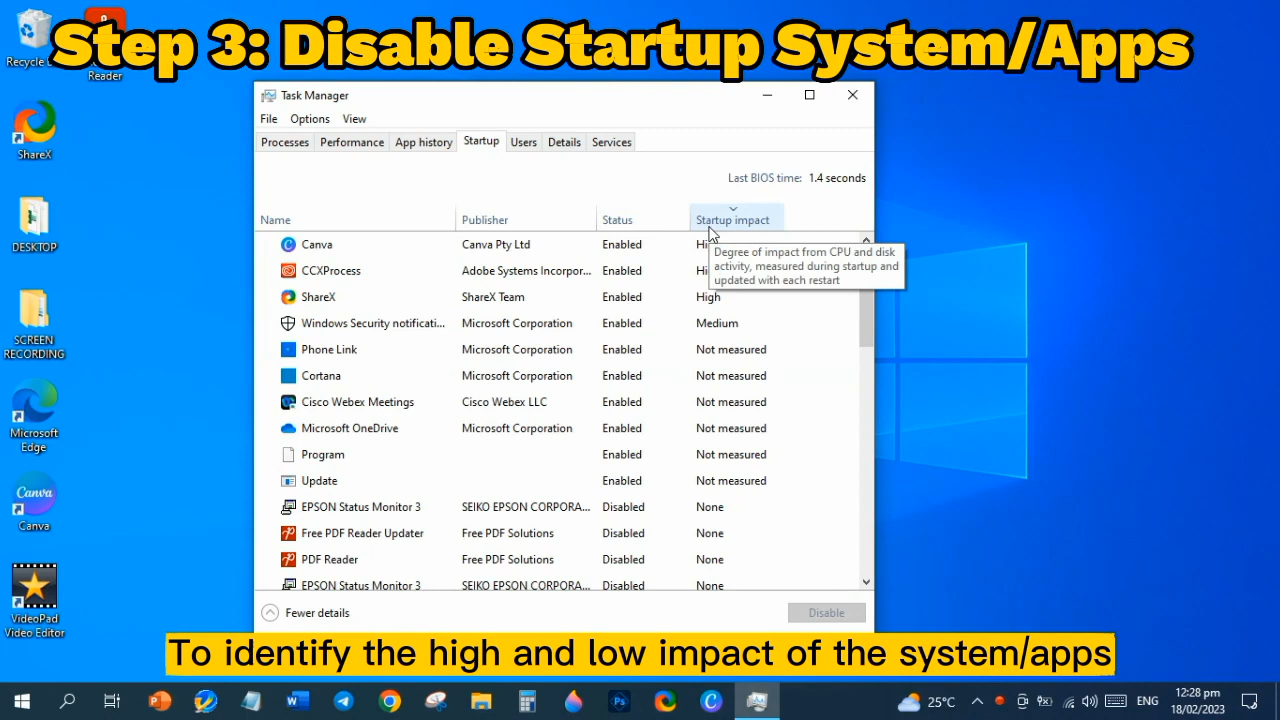 Step 3: Disable Startup System/Apps
Recycle
Reader
ShareX
DESKTOP
SCREEN
RECORDING
Microsoft
Edge
Canva
Canva
VideoPad
Video Editor
Task Manager
File Options View
Processes Performance App history Startup Users Details Services
Last BIOS time: 1.4 seconds
Name Publisher Status Startup impact
Canva Canva Pty Ltd Enabled
CCXProcess Adobe Systems Incorpor... Enabled
ShareX ShareX Team Enabled High
Windows Security notificati... Microsoft Corporation Enabled Medium
Phone Link Microsoft Corporation Enabled Not measured
Cortana Microsoft Corporation Enabled Not measured
Cisco Webex Meetings Cisco Webex LLC Enabled Not measured
Microsoft OneDrive Microsoft Corporation Enabled Not measured
Program Enabled Not measured
Update Enabled Not measured
EPSON Status Monitor 3 SEIKO EPSON CORPORA... Disabled None
Free PDF Reader Updater Free PDF Solutions Disabled None
PDF Reader Free PDF Solutions Disabled None
EPSON Status Monitor 3 SEIKO EPSON CORPORA... Disabled None
Degree of impact from CPU and disk
activity, measured during startup and
updated with each restart
Fewer details Disable
To identify the high and low impact of the system/apps
25°C ENG 12:28 pm
18/02/2023